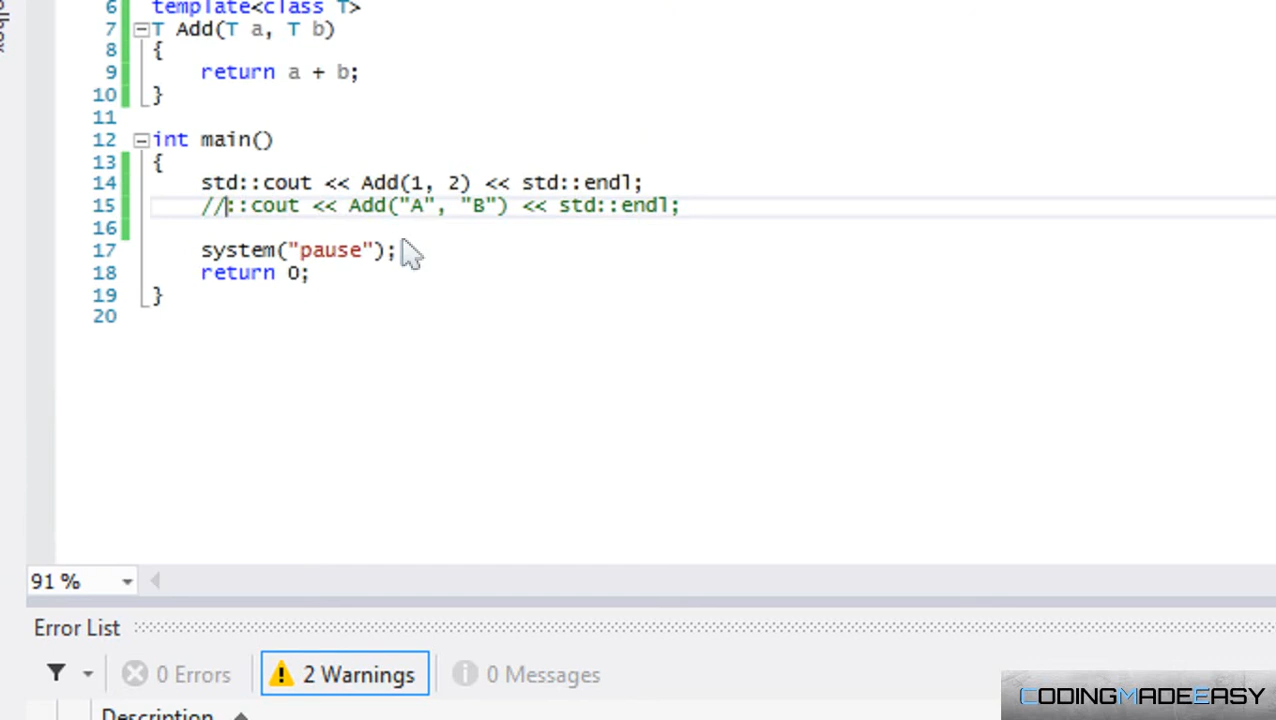 6 template<class T>
7 T Add(T a, T b)
8 {
9 return a + b;
10 }
11
12 int main()
13 {
14 std::cout << Add(1, 2) << std::endl;
15 //::cout << Add("A", "B") << std::endl;
16
17 system("pause");
18 return 0;
19 }
20
91 %
Error List
0 Errors 2 Warnings 0 Messages
Description
CODINGMADEEASY